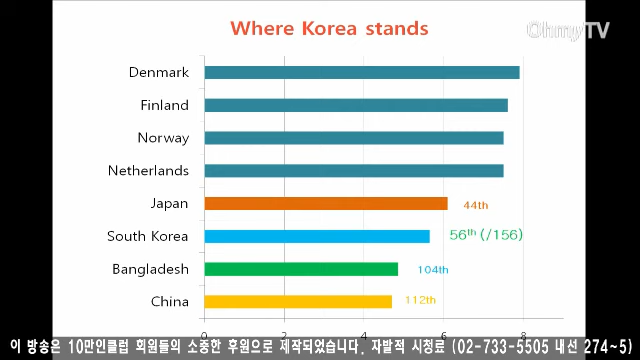 Where Korea stands
OhmyTV
Denmark
Finland
Norway
Netherlands
Japan
44th
South Korea
56th (/156)
Bangladesh
104th
China
112th
0 2 4 6 8
이 방송은 10만인클럽 회원들의 소중한 후원으로 제작되었습니다. 자발적 시청료 (02-733-5505 내선 274~5)